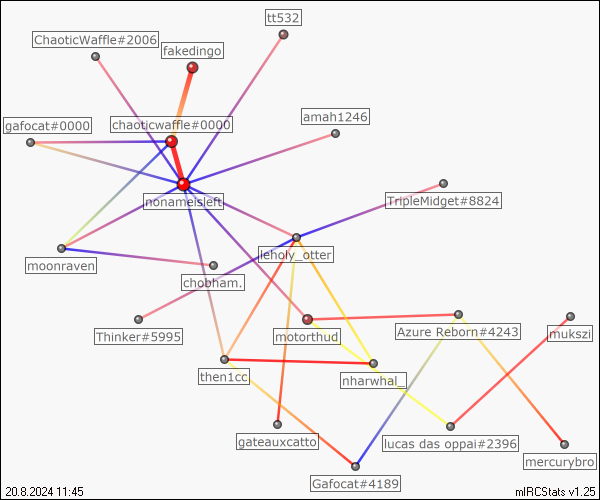 tt532
ChaoticWaffle#2006
fakedingo
amah1246
gafocat#0000
chaoticwaffle#0000
nonameisleft
TripleMidget#8824
leholy_otter
moonraven
chobham.
Thinker#5995
motorthud
Azure Reborn#4243
mukszi
then1cc
nharwhal_
gateauxcatto
lucas das oppai#2396
mercurybro
Gafocat#4189
20.8.2024 11:45
mIRCStats v1.25